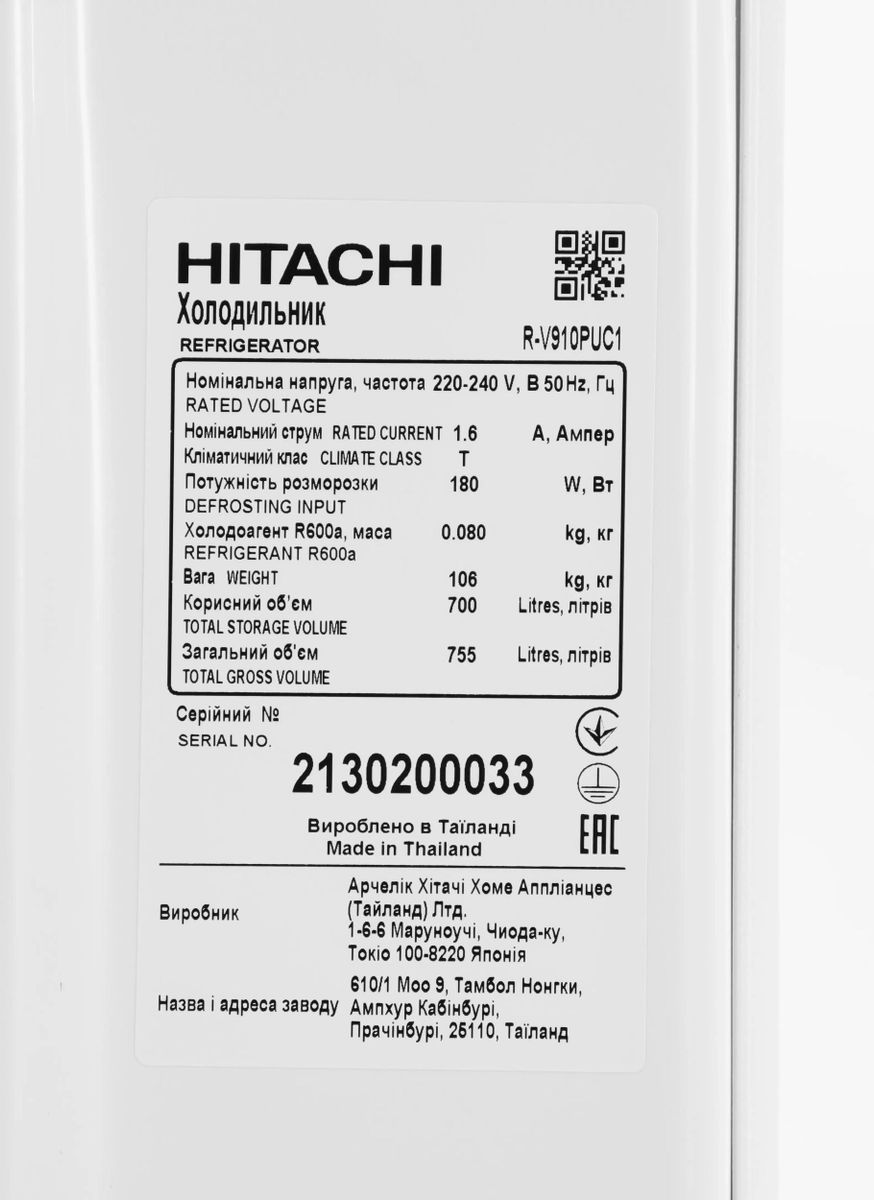 HITACHI
Холодильник
REFRIGERATOR
R-V910PUC1
Номінальна напруга, частота 220-240 V, В 50 Hz, Гц
RATED VOLTAGE
Номінальний струм RATED CURRENT 1.6 A, Ампер
Кліматичний клас CLIMATE CLASS T
Потужність розморозки 180 W, Вт
DEFROSTING INPUT
Холодоагент R600a, маса 0.080 kg, кг
REFRIGERANT R600a
Вага WEIGHT 106 kg, кг
Корисний об'єм 700 Litres, літрів
TOTAL STORAGE VOLUME
Загальний об'єм 755 Litres, літрів
TOTAL GROSS VOLUME
Серійний №
SERIAL NO.
2130200033
Вироблено в Таїланді
Made in Thailand
EAC
Виробник
Арчелік Хітачі Хоме Аппліанцес
(Тайланд) Лтд.
1-6-6 Маруноучі, Чиода-ку,
Токіо 100-8220 Японія
Назва і адреса заводу
610/1 Моо 9, Тамбол Нонгки,
Ампхур Кабінбурі,
Прачінбурі, 25110, Таїланд